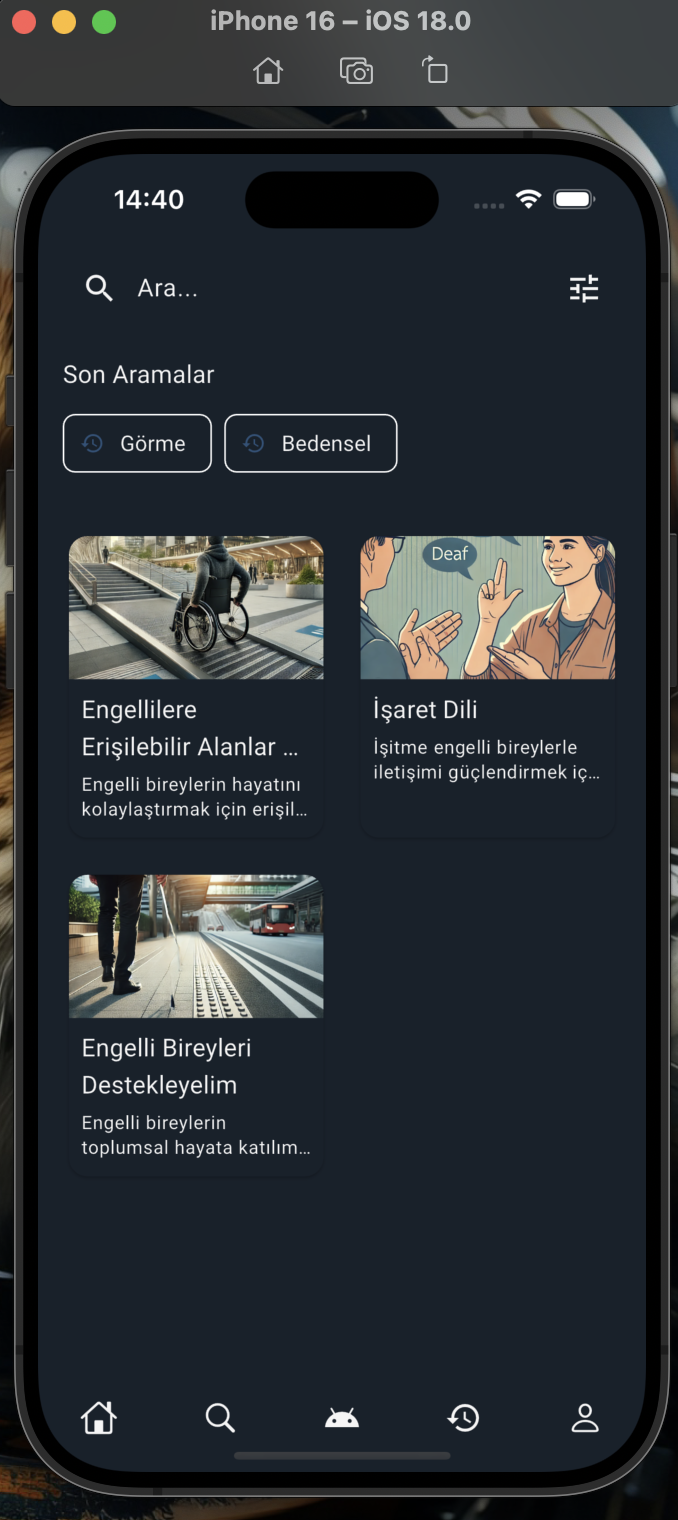 iPhone 16 – iOS 18.0
14:40
Ara...
Son Aramalar
Görme
Bedensel
Deaf
Engellilere
Erişilebilir Alanlar ...
Engelli bireylerin hayatını
kolaylaştırmak için erişil...
İşaret Dili
İşitme engelli bireylerle
iletişimi güçlendirmek iç...
Engelli Bireyleri
Destekleyelim
Engelli bireylerin
toplumsal hayata katılım...